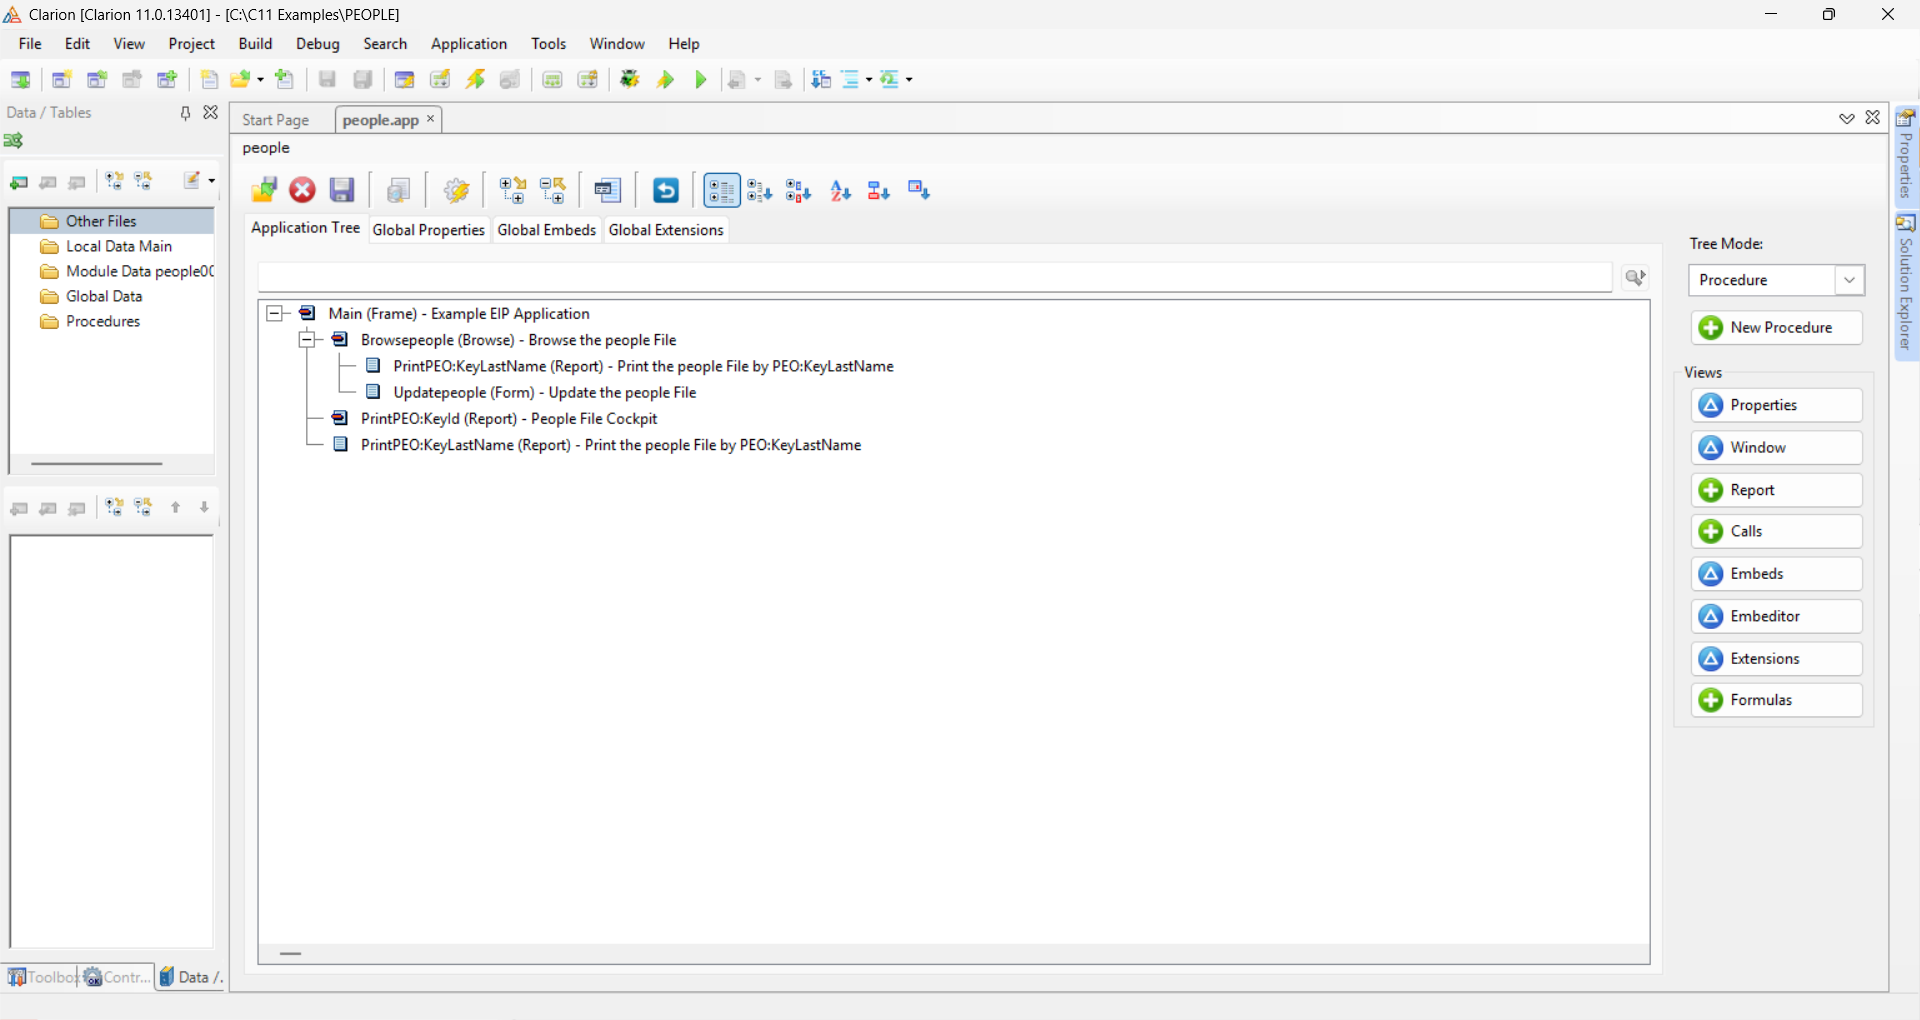 Clarion [Clarion 11.0.13401] - [C:\C11 Examples\PEOPLE]
File Edit View Project Build Debug Search Application Tools Window Help
Data / Tables
Other Files
Local Data Main
Module Data people00
Global Data
Procedures
Toolbox Contr... Data /.
Start Page people.app
people
Application Tree Global Properties Global Embeds Global Extensions
Main (Frame) - Example EIP Application
Browsepeople (Browse) - Browse the people File
PrintPEO:KeyLastName (Report) - Print the people File by PEO:KeyLastName
Updatepeople (Form) - Update the people File
PrintPEO:KeyId (Report) - People File Cockpit
PrintPEO:KeyLastName (Report) - Print the people File by PEO:KeyLastName
Tree Mode:
Procedure
New Procedure
Views
Properties
Window
Report
Calls
Embeds
Embeditor
Extensions
Formulas
Properties
Solution Explorer